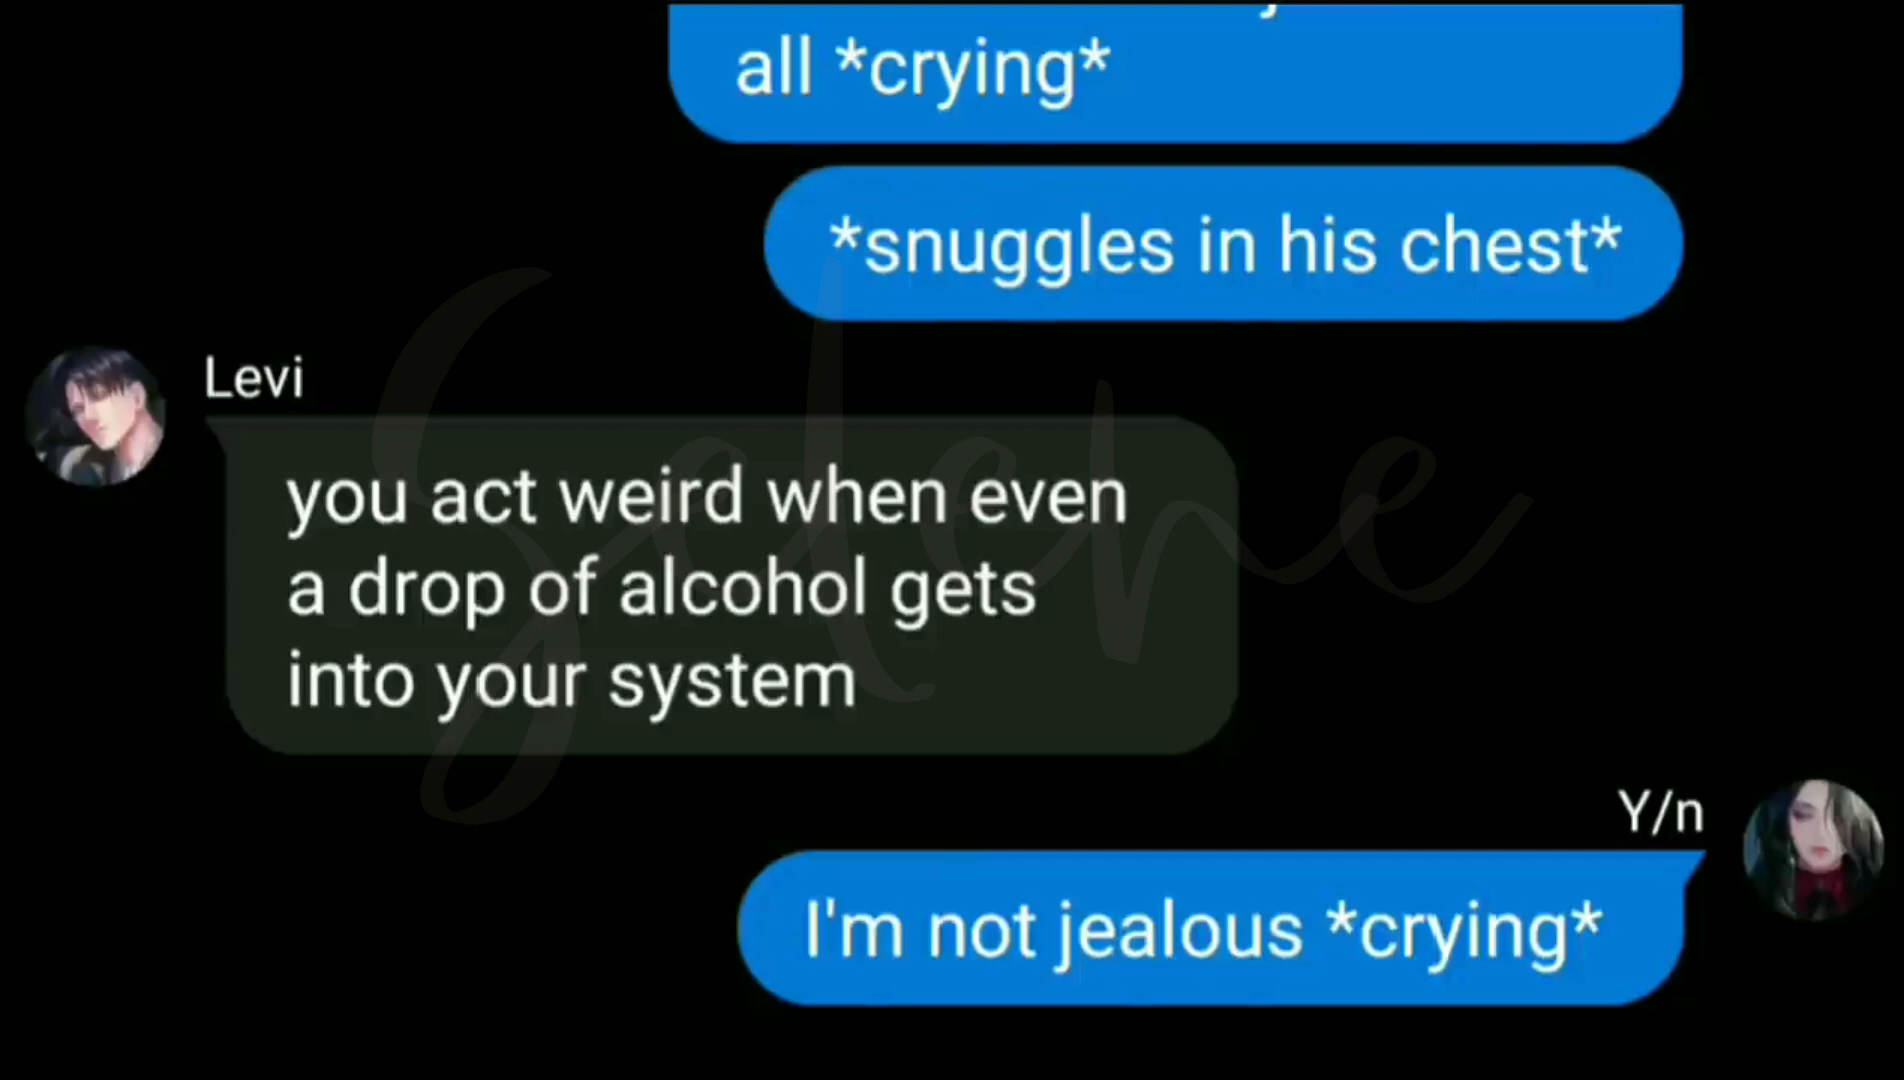 all *crying*
*snuggles in his chest*
Levi
you act weird when even
a drop of alcohol gets
into your system
Y/n
I'm not jealous *crying*